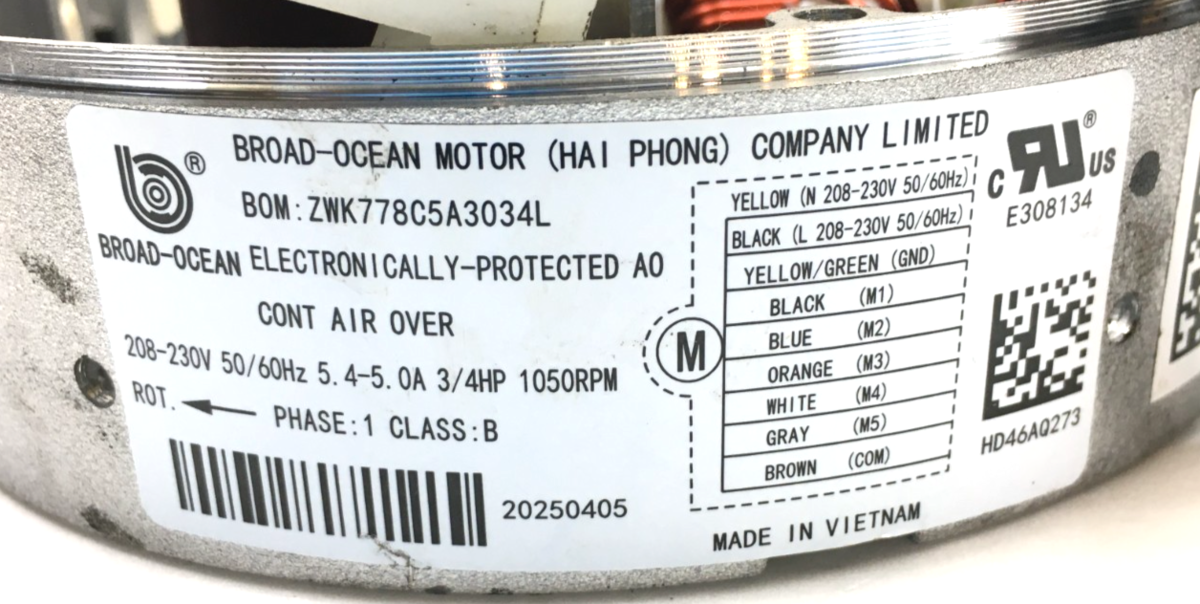 BROAD-OCEAN MOTOR (HAI PHONG) COMPANY LIMITED
®
BROAD-OCEAN
BOM:ZWK778C5A3034L
ELECTRONICALLY-PROTECTED AO
CONT AIR OVER
208-230V 50/60Hz 5.4-5.0A 3/4HP 1050RPM
ROT.
PHASE:1 CLASS:B
20250405
M
YELLOW (N 208-230V 50/60Hz)
BLACK (L 208-230V 50/60Hz)
YELLOW/GREEN (GND)
BLACK (M1)
BLUE (M2)
ORANGE (M3)
WHITE (M4)
GRAY (M5)
BROWN (COM)
MADE IN VIETNAM
C RU US ®
E308134
HD46AQ273